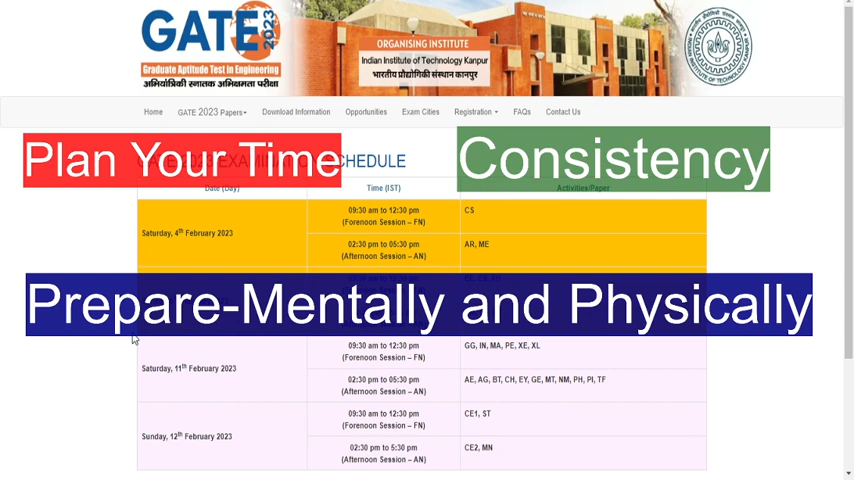 GATE 2023
Graduate Aptitude Test in Engineering
अभियांत्रिकी स्नातक अभिक्षमता परीक्षा
ORGANISING INSTITUTE
Indian Institute of Technology Kanpur
भारतीय प्रौद्योगिकी संस्थान कानपुर
Home GATE 2023 Papers Download Information Opportunities Exam Cities Registration FAQs Contact Us
Plan Your Time
Consistency
GATE 2023 EXAMINATION SCHEDULE
Date (Day) Time (IST) Activities/Paper
09:30 am to 12:30 pm CS
(Forenoon Session – FN)
Saturday, 4th February 2023
02:30 pm to 05:30 pm AR, ME
(Afternoon Session – AN)
Prepare-Mentally and Physically
09:30 am to 12:30 pm GG, IN, MA, PE, XE, XL
(Forenoon Session – FN)
Saturday, 11th February 2023
02:30 pm to 05:30 pm AE, AG, BT, CH, EY, GE, MT, NM, PH, PI, TF
(Afternoon Session – AN)
09:30 am to 12:30 pm CE1, ST
(Forenoon Session – FN)
Sunday, 12th February 2023
02:30 pm to 5:30 pm CE2, MN
(Afternoon Session – AN)